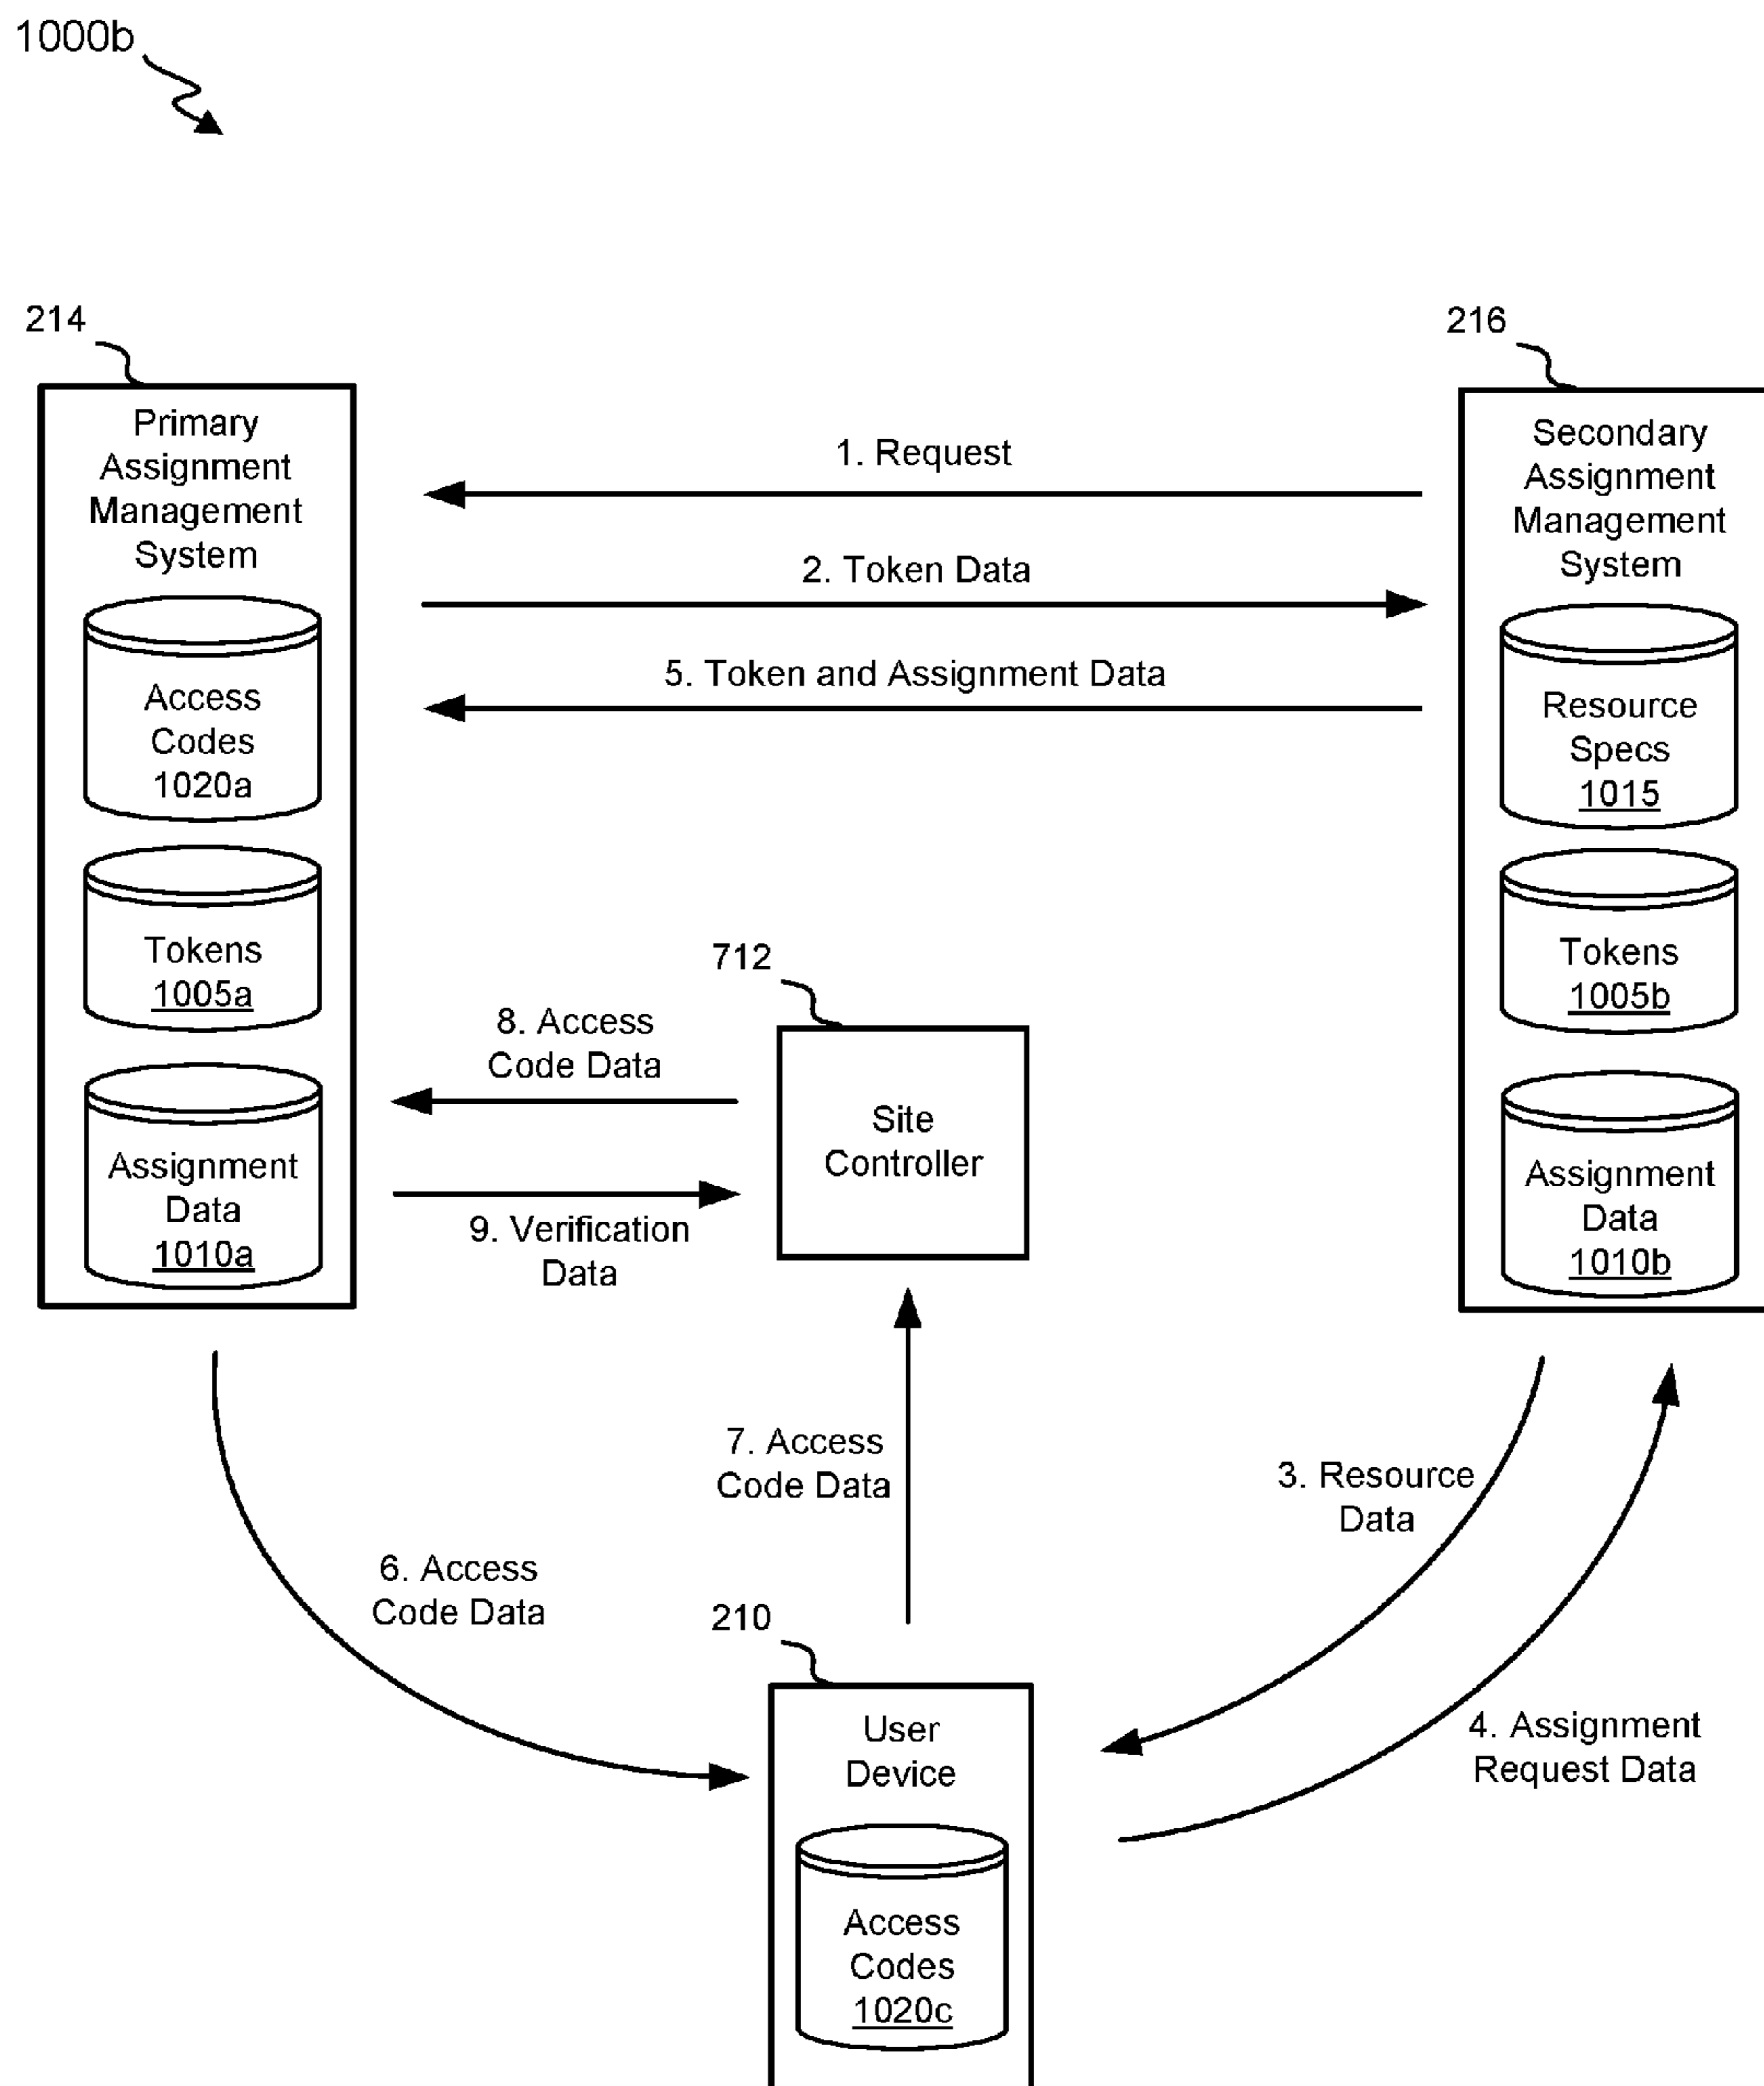 1000b
214
216
Primary
Assignment
Management
System
Access
Codes
1020a
Tokens
1005a
Assignment
Data
1010a
1. Request
2. Token Data
5. Token and Assignment Data
Secondary
Assignment
Management
System
Resource
Specs
1015
Tokens
1005b
Assignment
Data
1010b
712
8. Access
Code Data
9. Verification
Data
Site
Controller
7. Access
Code Data
3. Resource
Data
6. Access
Code Data
4. Assignment
Request Data
210
User
Device
Access
Codes
1020c